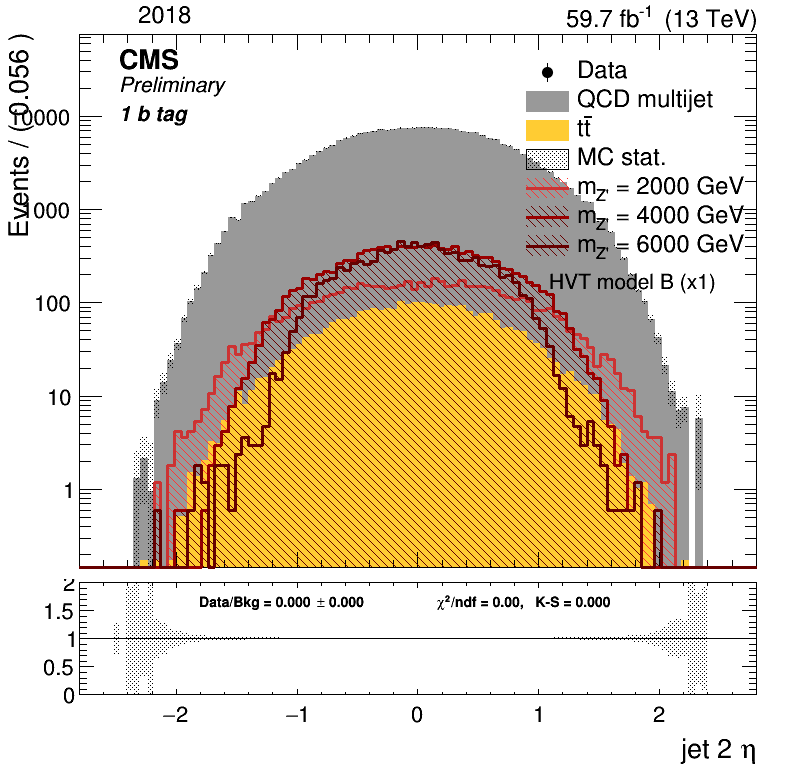 2018
59.7 fb⁻¹ (13 TeV)
CMS
Preliminary
1 b tag
Data
QCD multijet
tt̄
MC stat.
m_Z' = 2000 GeV
m_Z' = 4000 GeV
m_Z' = 6000 GeV
HVT model B (x1)
Events / ( 0.056 )
10000
1000
100
10
1
Data/Bkg = 0.000 ± 0.000
χ²/ndf = 0.00, K-S = 0.000
2
1.5
1
0.5
0
−2 −1 0 1 2
jet 2 η